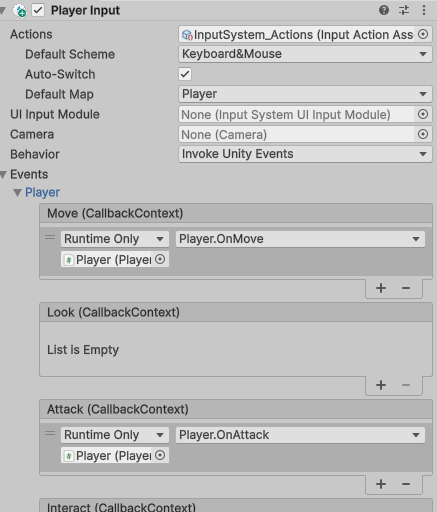 Player Input
Actions InputSystem_Actions (Input Action Ass
Default Scheme Keyboard&Mouse
Auto-Switch
Default Map Player
UI Input Module None (Input System UI Input Module)
Camera None (Camera)
Behavior Invoke Unity Events
Events
Player
Move (CallbackContext)
Runtime Only Player.OnMove
# Player (Player
Look (CallbackContext)
List is Empty
Attack (CallbackContext)
Runtime Only Player.OnAttack
# Player (Player
Interact (CallbackContext)